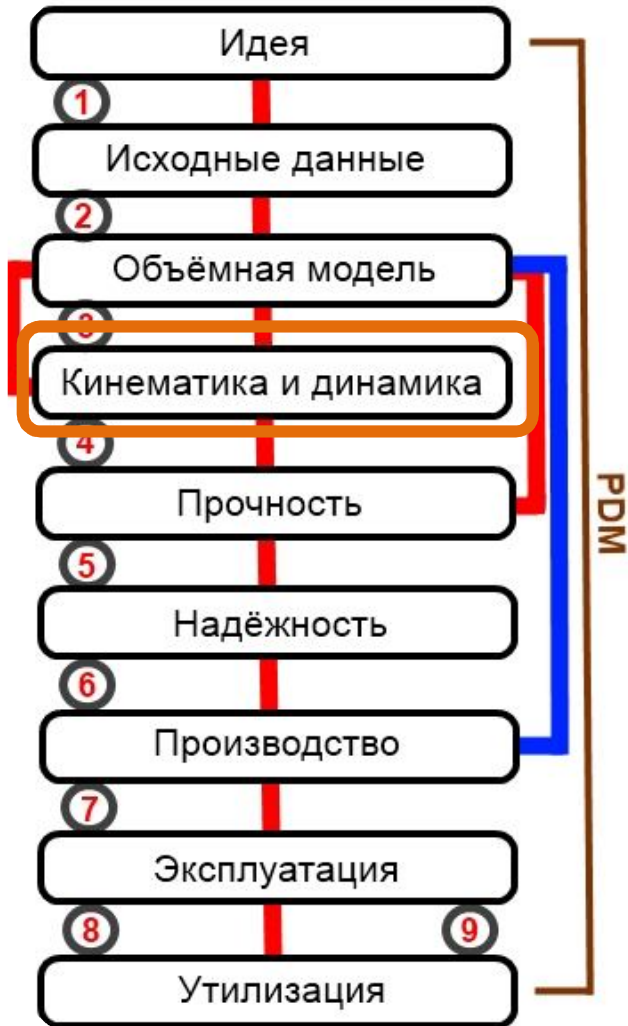 Идея
1
Исходные данные
2
Объёмная модель
3
Кинематика и динамика
4
Прочность
PDM
5
Надёжность
6
Производство
7
Эксплуатация
8
9
Утилизация